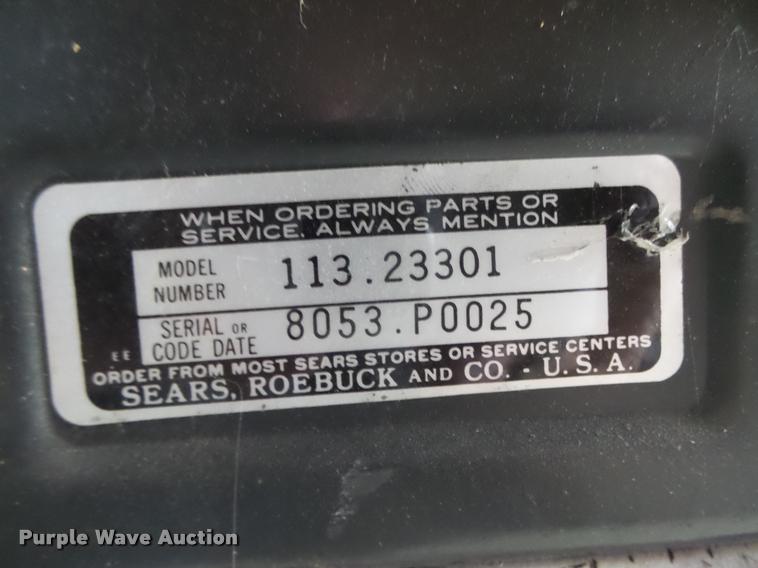 WHEN ORDERING PARTS OR
SERVICE, ALWAYS MENTION
MODEL
NUMBER 113.23301
SERIAL OR
CODE DATE 8053.P0025
EE
ORDER FROM MOST SEARS STORES OR SERVICE CENTERS
SEARS, ROEBUCK AND CO. - U.S.A.
Purple Wave Auction